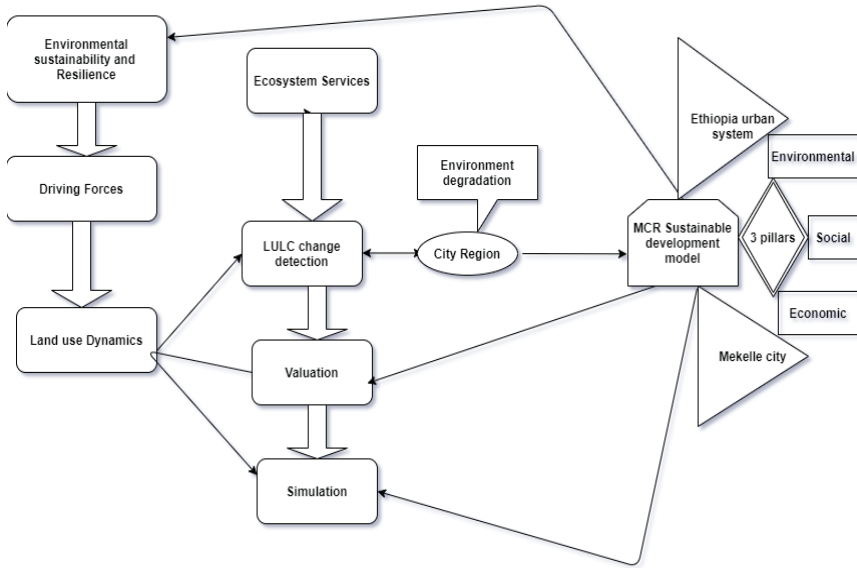 Environmental
sustainability and
Resilience
Ecosystem Services
Driving Forces
Environment
degradation
LULC change
detection
City Region
Land use Dynamics
Valuation
Simulation
MCR Sustainable
development
model
Ethiopia urban
system
3 pillars
Environmental
Social
Economic
Mekelle city